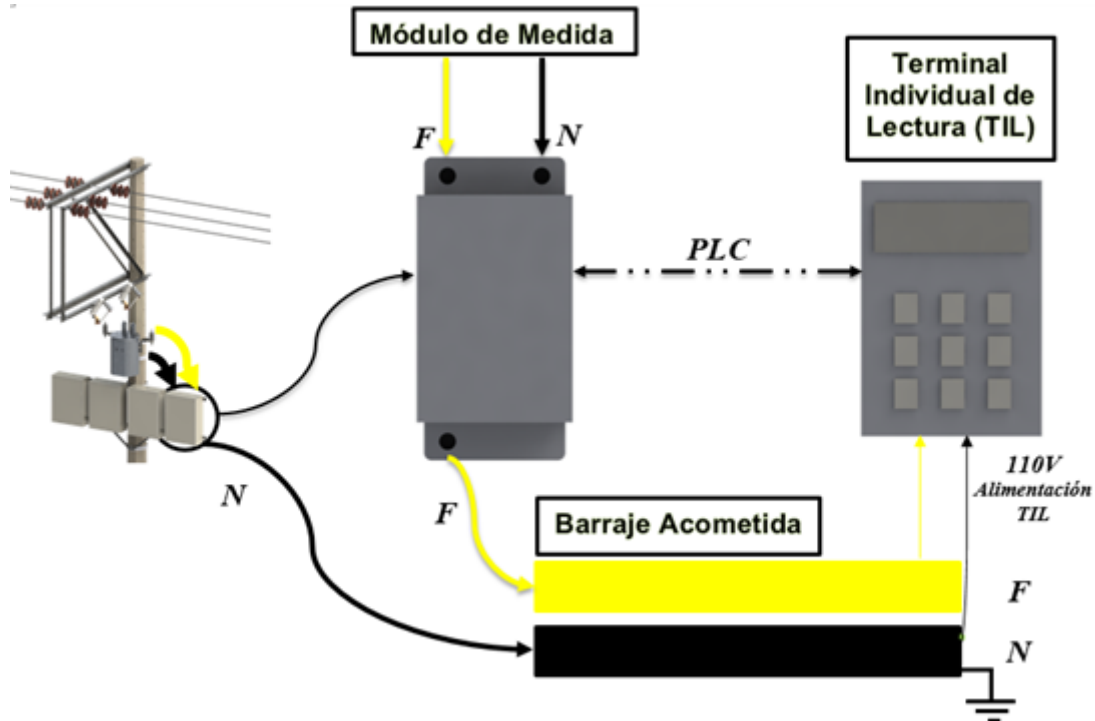 Módulo de Medida
Terminal
Individual de
Lectura (TIL)
F
N
PLC
N
F
110V
Alimentación
TIL
Barraje Acometida
F
N